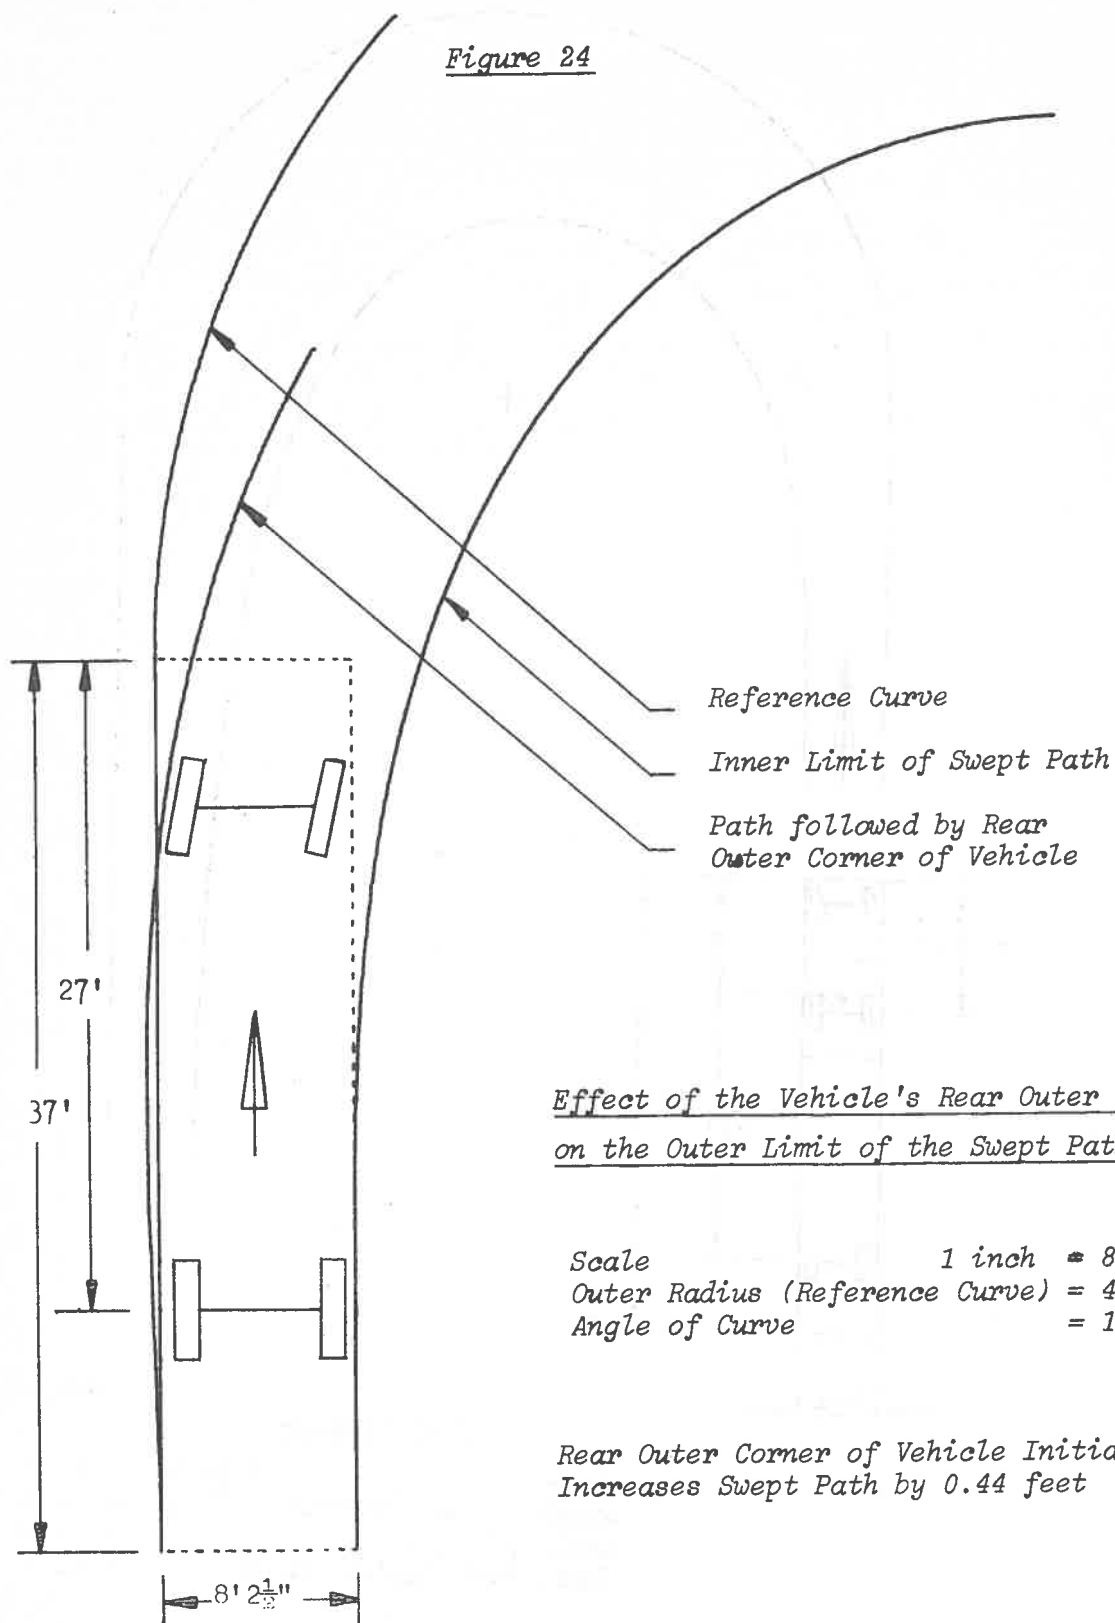 Figure 24
Reference Curve
Inner Limit of Swept Path
Path followed by Rear
Outer Corner of Vehicle
27'
37'
Effect of the Vehicle's Rear Outer
on the Outer Limit of the Swept
Scale 1 inch = 8
Outer Radius (Reference Curve) = 4
Angle of Curve = 1
Rear Outer Corner of Vehicle
Increases Swept Path by 0.44 feet
8' 2½"